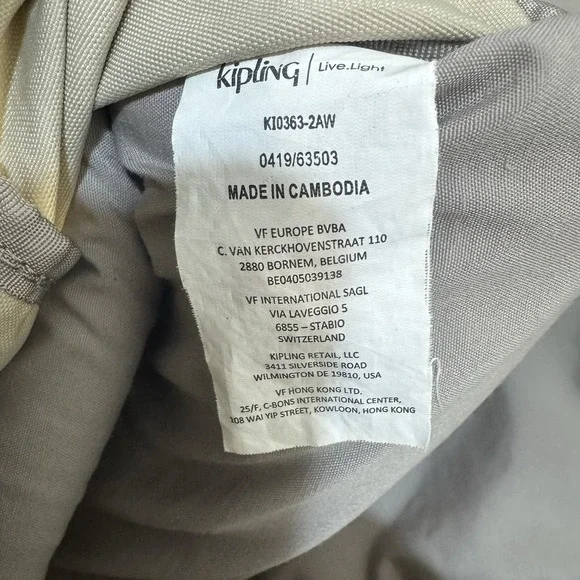 kipling | Live.Light
KI0363-2AW
0419/63503
MADE IN CAMBODIA
VF EUROPE BVBA
C. VAN KERCKHOVENSTRAAT 110
2880 BORNEM, BELGIUM
BE0405039138
VF INTERNATIONAL SAGL
VIA LAVEGGIO 5
6855 – STABIO
SWITZERLAND
KIPLING RETAIL, LLC
3411 SILVERSIDE ROAD
WILMINGTON DE 19810, USA
VF HONG KONG LTD.
25/F, C-BONS INTERNATIONAL CENTER,
108 WAI YIP STREET, KOWLOON, HONG KONG